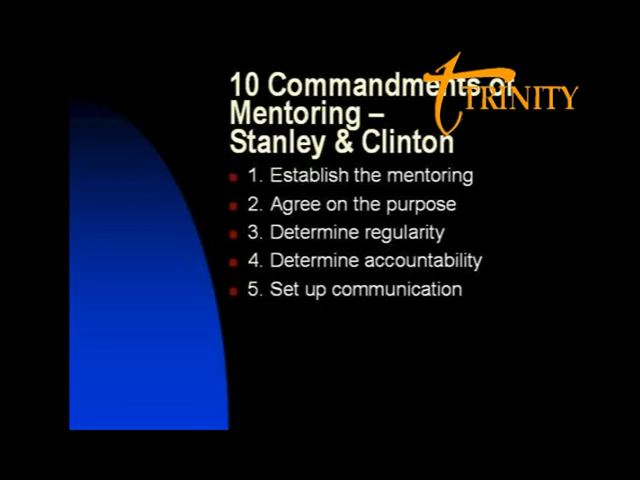 10 Commandments of
Mentoring –
Stanley & Clinton
TRINITY
1. Establish the mentoring
2. Agree on the purpose
3. Determine regularity
4. Determine accountability
5. Set up communication